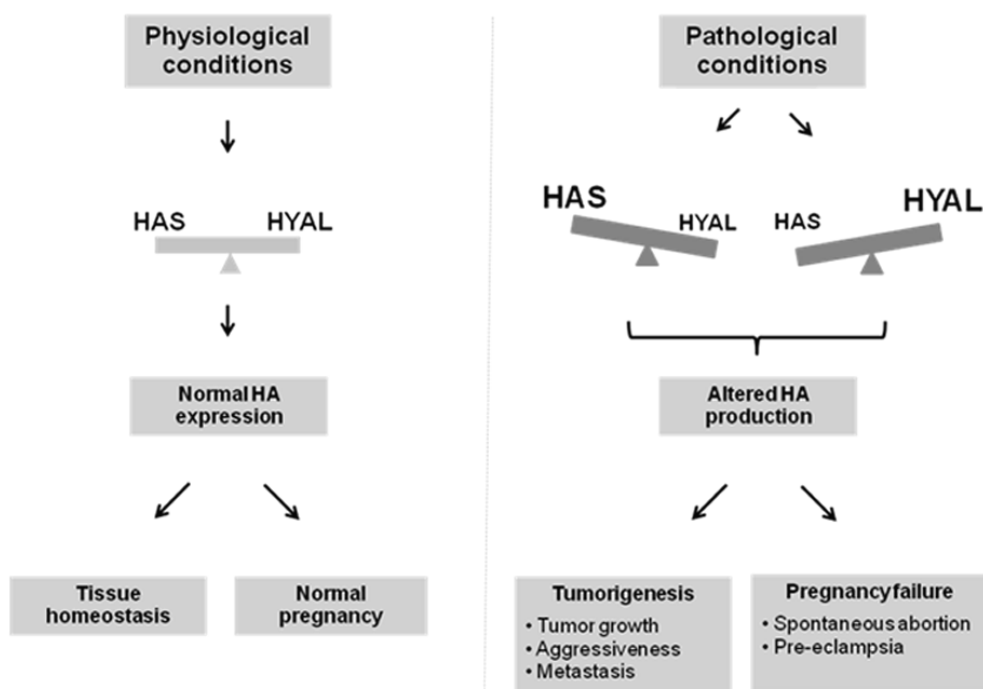 Physiological
conditions
HAS HYAL
Normal HA
expression
Tissue
homeostasis
Normal
pregnancy
Pathological
conditions
HAS HYAL
HAS HYAL
Altered HA
production
Tumorigenesis
• Tumor growth
• Aggressiveness
• Metastasis
Pregnancy failure
• Spontaneous abortion
• Pre-eclampsia